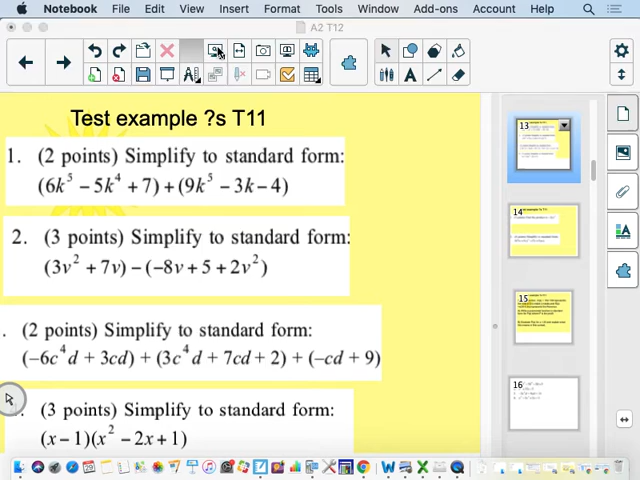 Notebook File Edit View Insert Format Tools Window Add-ons Account Help
A2 T12
Test example ?s T11
1. (2 points) Simplify to standard form:
(6k⁵ − 5k⁴ + 7) + (9k⁵ − 3k − 4)
2. (3 points) Simplify to standard form:
(3v² + 7v) − (−8v + 5 + 2v²)
. (2 points) Simplify to standard form:
(−6c⁴d + 3cd) + (3c⁴d + 7cd + 2) + (−cd + 9)
. (3 points) Simplify to standard form:
(x − 1)(x² − 2x + 1)
13
14
15
16